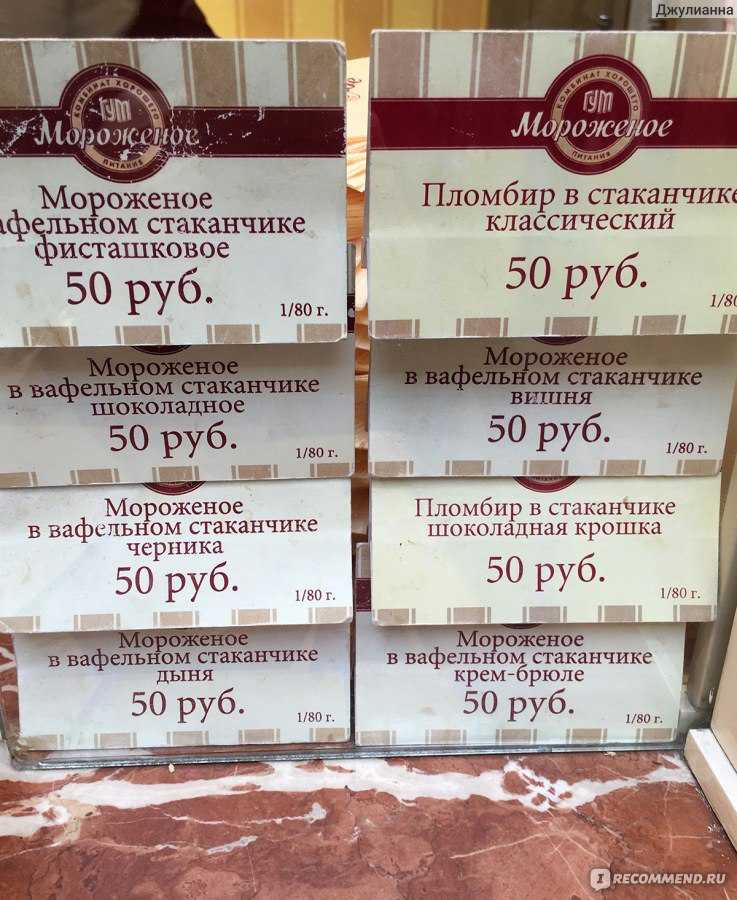 Джулианна
КОМБИНАТ ХОРОШЕГО
ГУМ
Мороженое
ПИТАНИЯ
Мороженое
вафельном стаканчике
фисташковое
50 руб.
1/80 г.
Мороженое
в вафельном стаканчике
шоколадное
50 руб.
1/80 г.
Мороженое
в вафельном стаканчике
черника
50 руб.
1/80 г.
Мороженое
в вафельном стаканчике
дыня
50 руб.
1/80 г.
КОМБИНАТ ХОРОШЕГО
ГУМ
Мороженое
ПИТАНИЯ
Пломбир в стаканчике
классический
50 руб.
1/80
Мороженое
в вафельном стаканчике
вишня
50 руб.
1/80 г.
Пломбир в стаканчике
шоколадная крошка
50 руб.
1/80 г.
Мороженое
в вафельном стаканчике
крем-брюле
50 руб.
1/80 г.
IRECOMMEND.RU